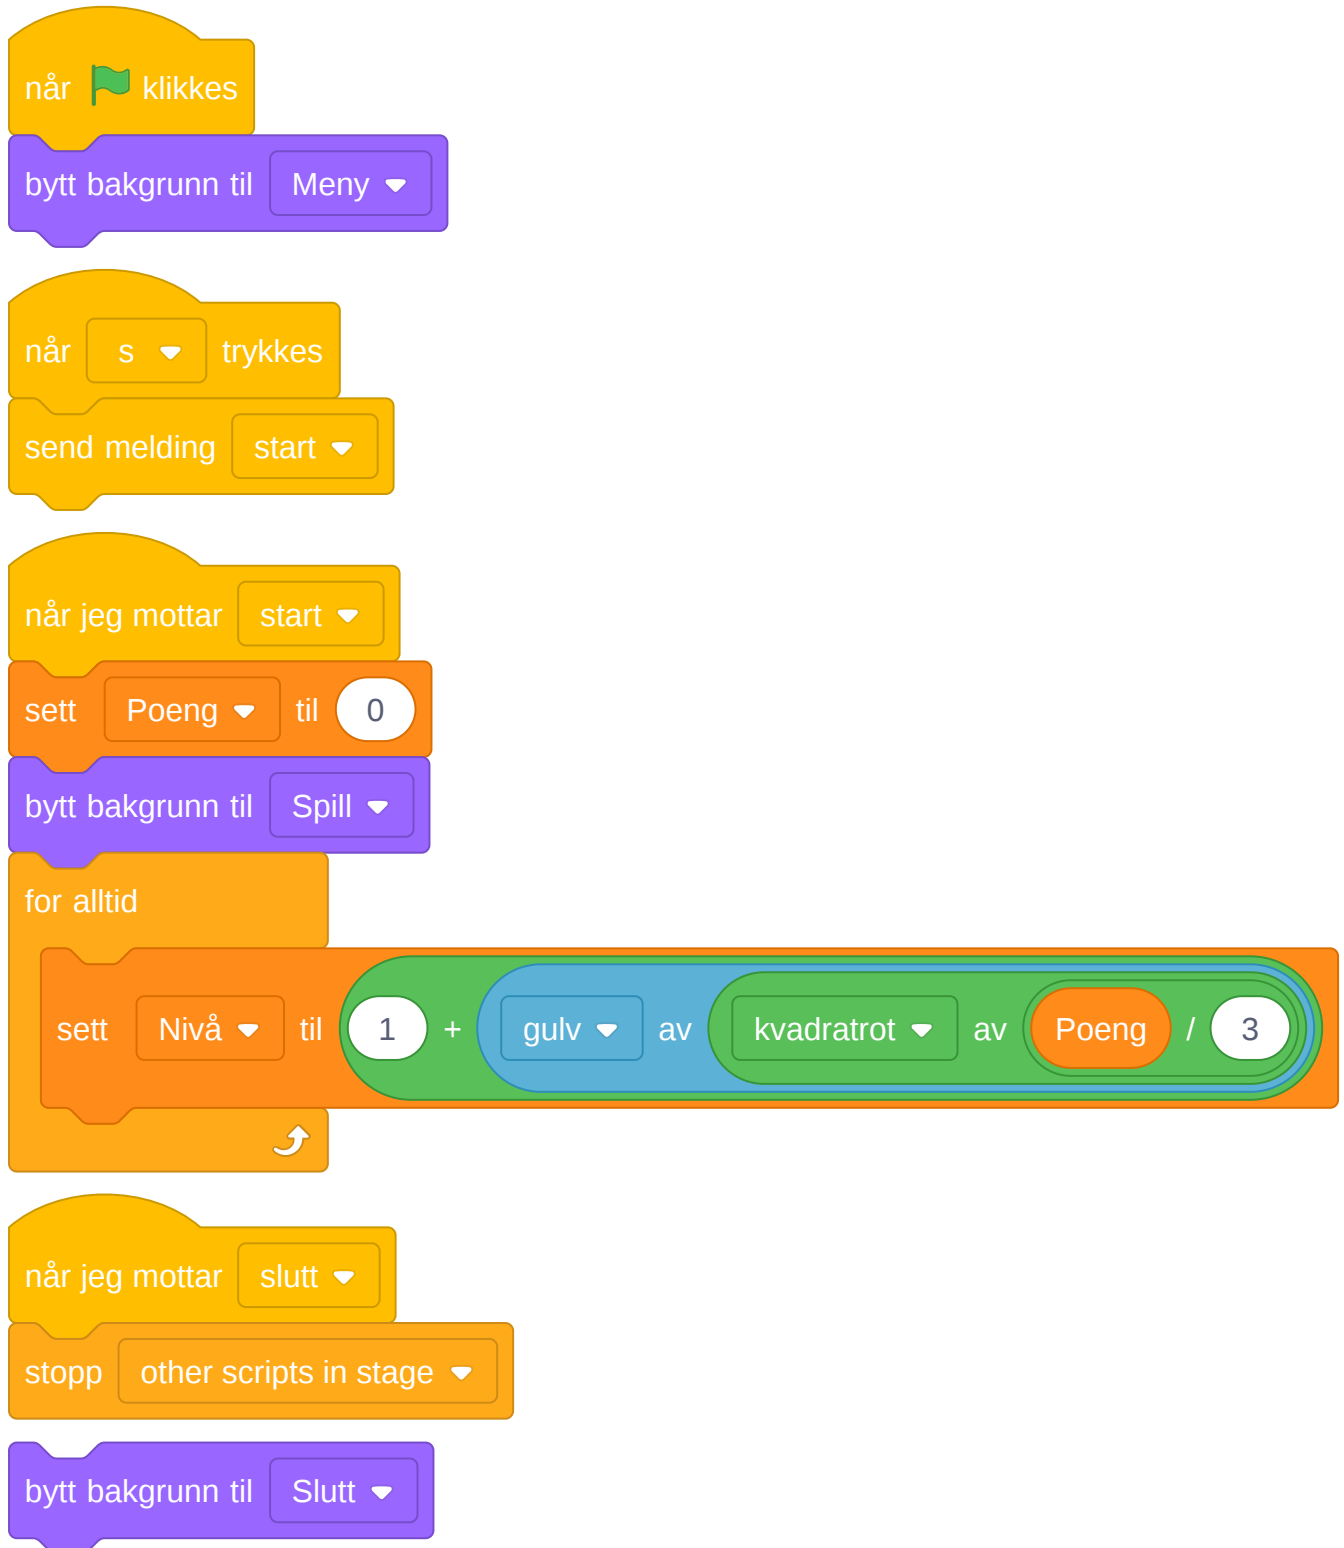 når klikkes
bytt bakgrunn til Meny
når s trykkes
send melding start
når jeg mottar start
sett Poeng til 0
bytt bakgrunn til Spill
for alltid
sett Nivå til 1 + gulv av kvadratrot av Poeng / 3
når jeg mottar slutt
stopp other scripts in stage
bytt bakgrunn til Slutt